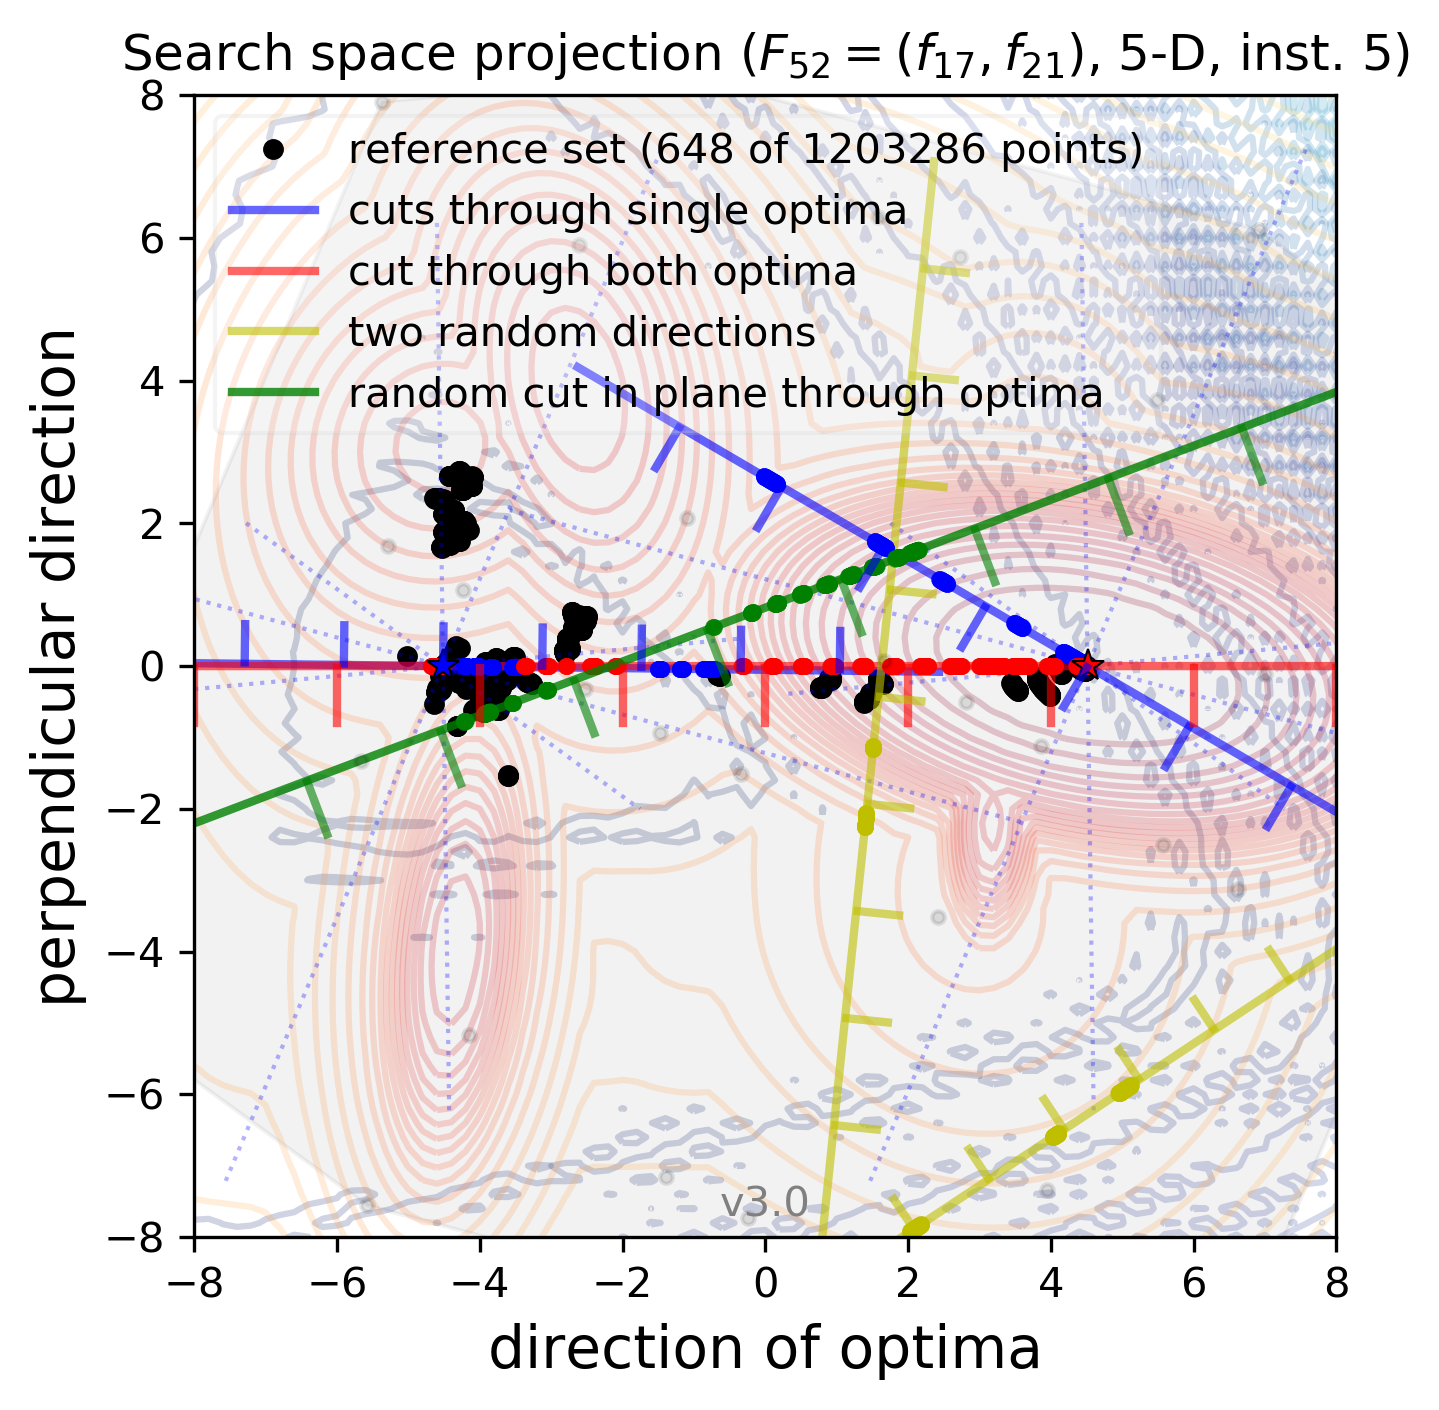 Search space projection (F52 = (f17, f21), 5-D, inst. 5)
8
6
4
2
0
−2
−4
−6
−8
perpendicular direction
reference set (648 of 1203286 points)
cuts through single optima
cut through both optima
two random directions
random cut in plane through optima
v3.0
−8 −6 −4 −2 0 2 4 6 8
direction of optima